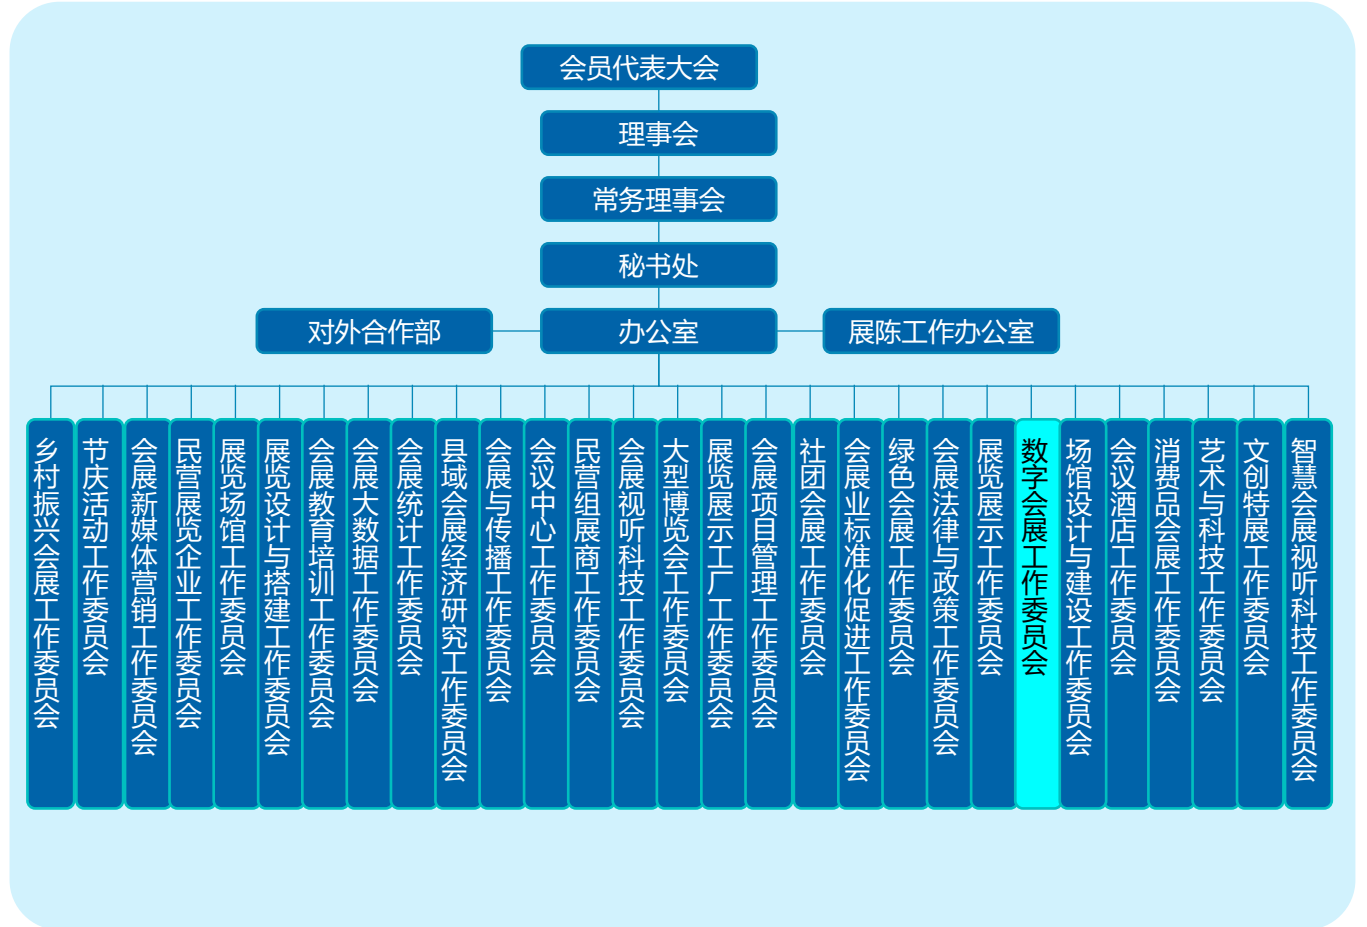 会员代表大会
理事会
常务理事会
秘书处
对外合作部
办公室
展陈工作办公室
乡村振兴会展工作委员会
节庆活动工作委员会
会展新媒体营销工作委员会
民营展览企业工作委员会
展览场馆工作委员会
展览设计与搭建工作委员会
会展教育培训工作委员会
会展大数据工作委员会
会展统计工作委员会
县域会展经济研究工作委员会
会展与传播工作委员会
会议中心工作委员会
民营组展商工作委员会
会展视听科技工作委员会
大型博览会工作委员会
展览展示工厂工作委员会
会展项目管理工作委员会
社团会展工作委员会
会展业标准化促进工作委员会
绿色会展工作委员会
会展法律与政策工作委员会
展览展示工作委员会
数字会展工作委员会
场馆设计与建设工作委员会
会议酒店工作委员会
消费品会展工作委员会
艺术与科技工作委员会
文创特展工作委员会
智慧会展视听科技工作委员会